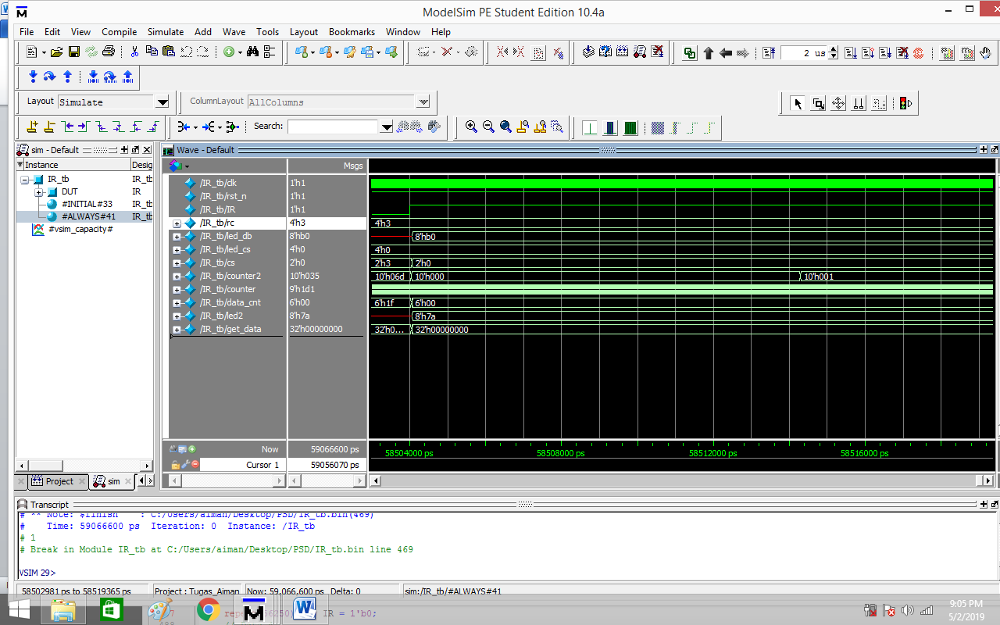 ModelSim PE Student Edition 10.4a
File Edit View Compile Simulate Add Wave Tools Layout Bookmarks Window Help
2 us
Layout Simulate ColumnLayout AllColumns
Search:
sim - Default
Instance Desig
IR_tb IR_tb
DUT IR
#INITIAL#33 IR_tb
#ALWAYS#41 IR_tb
#vsim_capacity#
Project sim
Wave - Default
Msgs
/IR_tb/clk 1'h1
/IR_tb/rst_n 1'h1
/IR_tb/IR 1'h1
/IR_tb/rc 4'h3 4'h3
/IR_tb/led_db 8'hb0 8'hb0
/IR_tb/led_cs 4'h0 4'h0
/IR_tb/cs 2'h0 2'h3 2'h0
/IR_tb/counter2 10'h035 10'h06d 10'h000 10'h001
/IR_tb/counter 9'h1d1
/IR_tb/data_cnt 6'h00 6'h1f 6'h00
/IR_tb/led2 8'h7a 8'h7a
/IR_tb/get_data 32'h00000000 32'h0... 32'h00000000
Now 59066600 ps 58504000 ps 58508000 ps 58512000 ps 58516000 ps
Cursor 1 59056070 ps
Transcript
# ** Note: $finish : C:/Users/aiman/Desktop/PSD/IR_tb.bin(469)
# Time: 59066600 ps Iteration: 0 Instance: /IR_tb
# 1
# Break in Module IR_tb at C:/Users/aiman/Desktop/PSD/IR_tb.bin line 469
VSIM 29>
58502981 ps to 58519365 ps Project : Tugas_Aiman Now: 59,066,600 ps Delta: 0 sim:/IR_tb/#ALWAYS#41
IR = 1'b0;
9:05 PM
5/2/2019